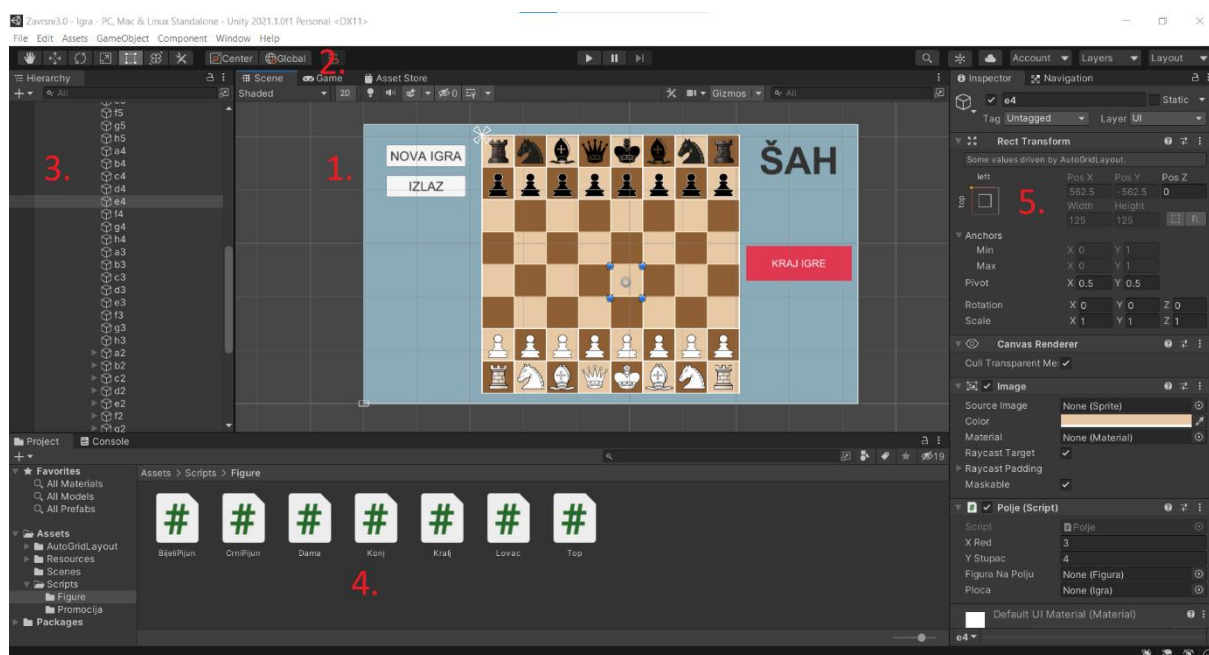 Zavrsni3.0 - Igra - PC, Mac & Linux Standalone - Unity 2021.1.0f1 Personal <DX11>
File Edit Assets GameObject Component Window Help
Center Global 2. Account Layers Layout
Hierarchy Scene Game Asset Store Inspector Navigation
All Shaded 2D 0 Gizmos All e4 Static
Tag Untagged Layer UI
f5
g5
h5
a4
b4
c4
d4
e4
f4
g4
h4
a3
b3
c3
d3
e3
f3
g3
h3
a2
b2
c2
d2
e2
f2
g2
3.
1.
NOVA IGRA
IZLAZ
ŠAH
KRAJ IGRE
Rect Transform
Some values driven by AutoGridLayout.
left Pos X Pos Y Pos Z
top 562.5 -562.5 0
5.
Width Height
125 125 R
Anchors
Min X 0 Y 1
Max X 0 Y 1
Pivot X 0.5 Y 0.5
Rotation X 0 Y 0 Z 0
Scale X 1 Y 1 Z 1
Canvas Renderer
Cull Transparent Me
Image
Source Image None (Sprite)
Color
Material None (Material)
Raycast Target
Raycast Padding
Maskable
# Polje (Script)
Script Polje
X Red 3
Y Stupac 4
Figura Na Polju None (Figura)
Ploca None (Igra)
Default UI Material (Material)
e4
Project Console
19
Favorites
All Materials
All Models
All Prefabs
Assets
AutoGridLayout
Resources
Scenes
Scripts
Figure
Promocija
Packages
Assets > Scripts > Figure
# # # # # # #
BijeliPijun CrniPijun Dama Konj Kralj Lovac Top
4.